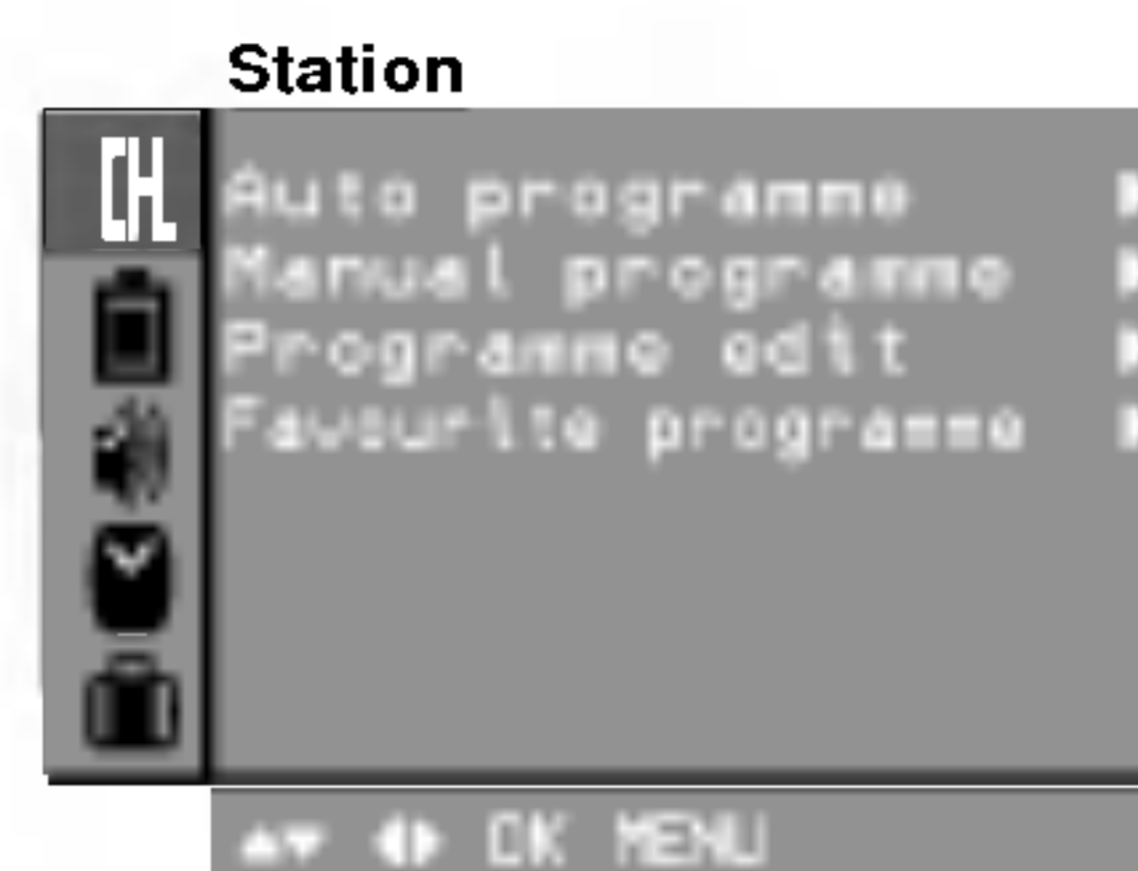 Station
CH.
Auto programme
Manual programme
Programme edit
Favourite programme
▲▼ ◀▶ OK MENU